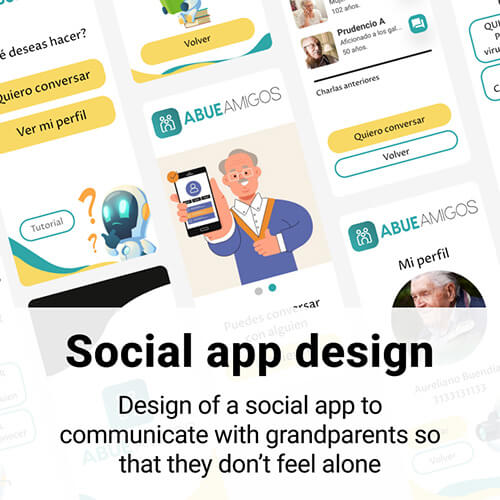 ¿Qué deseas hacer?
Quiero conversar
Ver mi perfil
Tutorial
Volver
ABUEAMIGOS
Puedes conversar
con alguien
102 años.
Prudencio A
Aficionado a los gal...
50 años.
Charlas anteriores
Quiero conversar
Volver
ABUEAMIGOS
Mi perfil
Aureliano Buendia
3133131133
Social app design
Design of a social app to
communicate with grandparents so
that they don't feel alone